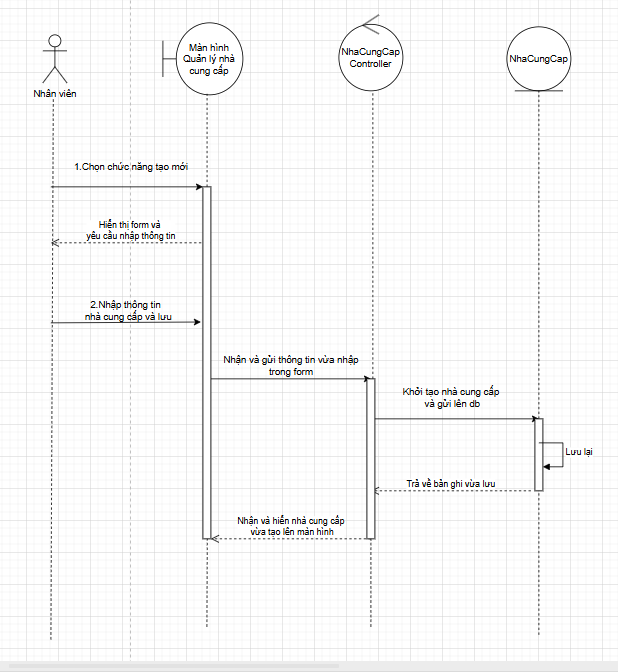 Màn hình
Quản lý nhà
cung cấp
NhaCungCap
Controller
NhaCungCap
Nhân viên
1.Chọn chức năng tạo mới
Hiển thị form và
yêu cầu nhập thông tin
2.Nhập thông tin
nhà cung cấp và lưu
Nhận và gửi thông tin vừa nhập
trong form
Khởi tạo nhà cung cấp
và gửi lên db
Lưu lại
Trả về bản ghi vừa lưu
Nhận và hiển nhà cung cấp
vừa tạo lên màn hình